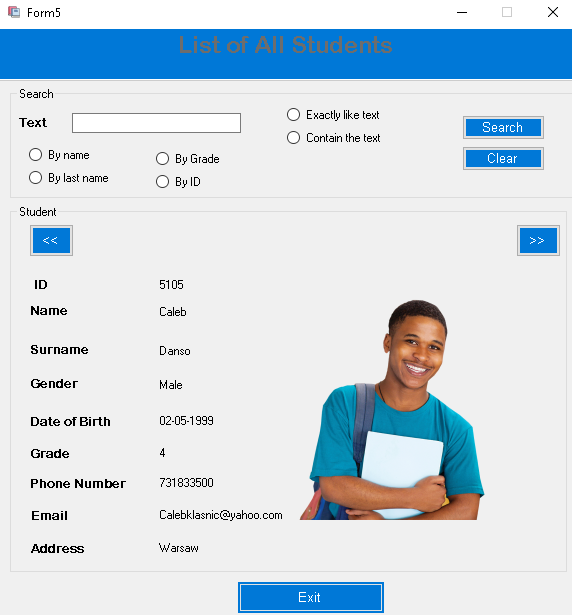 Form5
List of All Students
Search
Text
Exactly like text
Contain the text
Search
Clear
By name
By Grade
By last name
By ID
Student
<<
>>
ID 5105
Name Caleb
Surname Danso
Gender Male
Date of Birth 02-05-1999
Grade 4
Phone Number 731833500
Email Calebklasnic@yahoo.com
Address Warsaw
Exit